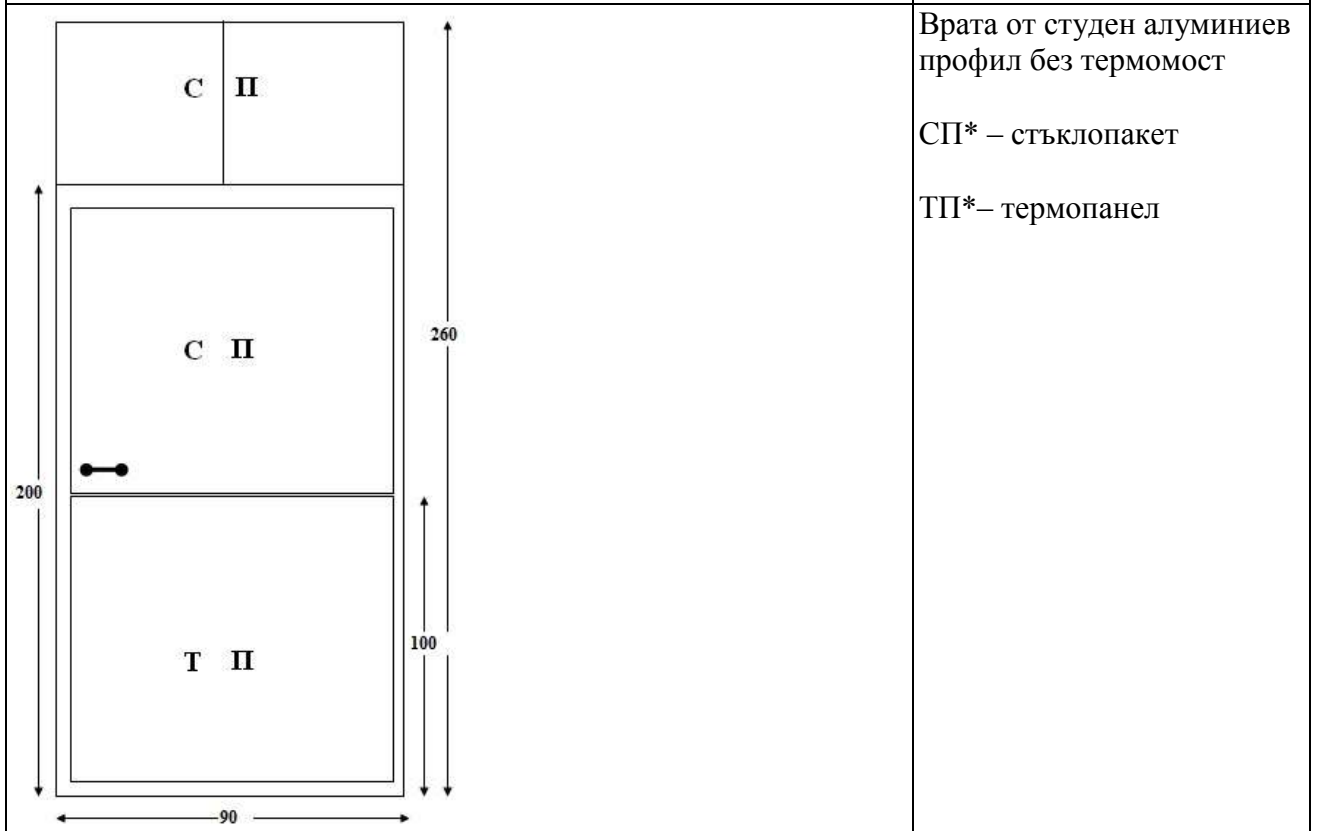 С П
260
С П
200
100
Т П
90
Врата от студен алуминиев
профил без термомост
СП* – стъклопакет
ТП*– термопанел